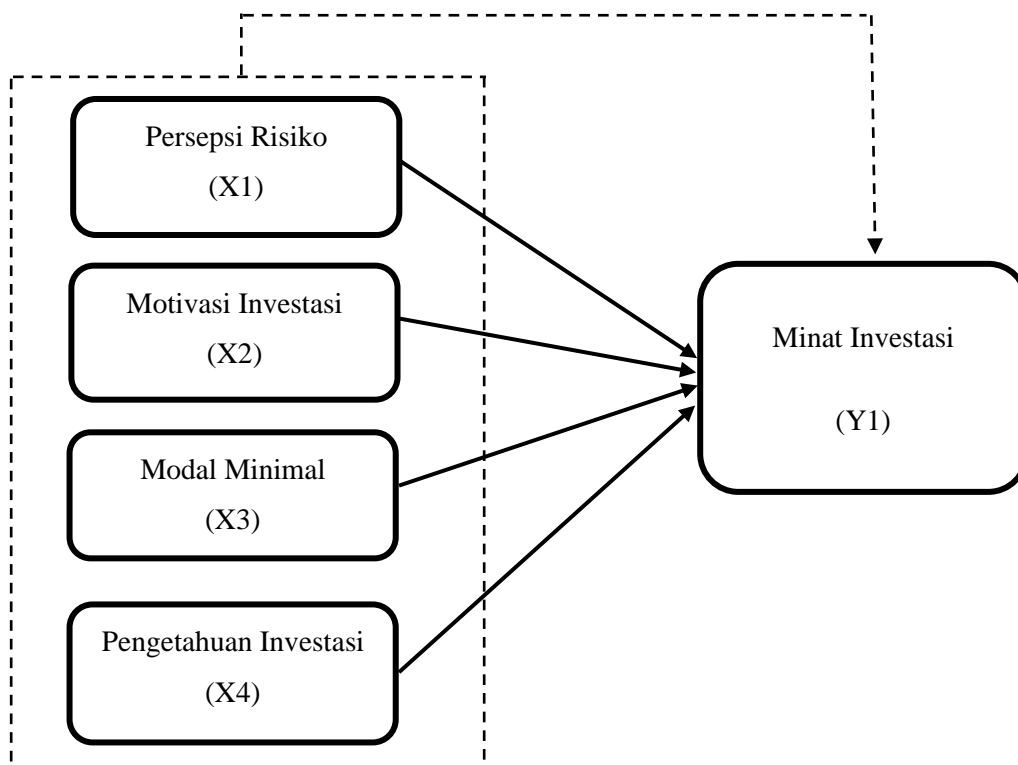 Persepsi Risiko
(X1)
Motivasi Investasi
(X2)
Modal Minimal
(X3)
Pengetahuan Investasi
(X4)
Minat Investasi
(Y1)